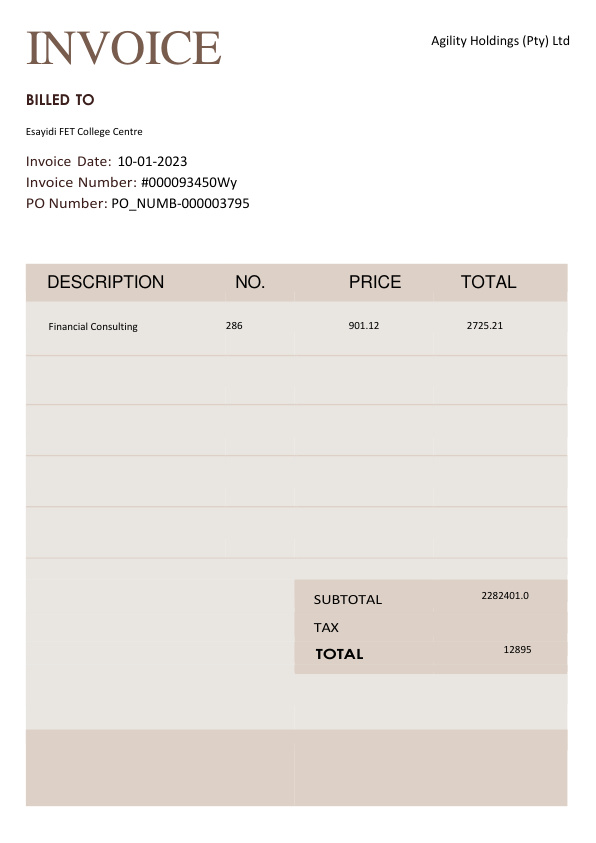 INVOICE
Agility Holdings (Pty) Ltd
BILLED TO
Esayidi FET College Centre
Invoice Date: 10-01-2023
Invoice Number: #000093450Wy
PO Number: PO_NUMB-000003795
DESCRIPTION NO. PRICE TOTAL
Financial Consulting 286 901.12 2725.21
SUBTOTAL 2282401.0
TAX
TOTAL 12895